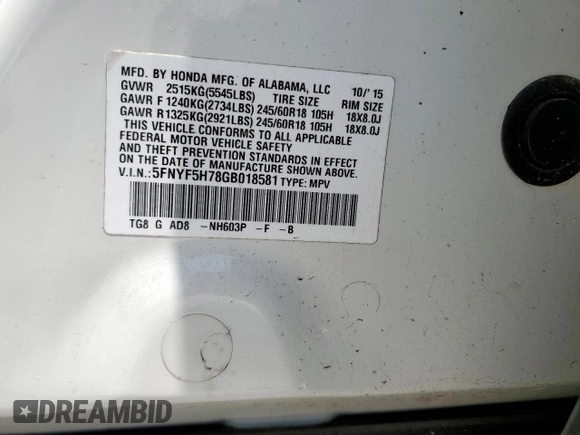 MFD. BY HONDA MFG. OF ALABAMA, LLC 10/'15
GVWR 2515KG(5545LBS) TIRE SIZE RIM SIZE
GAWR F 1240KG(2734LBS) 245/60R18 105H 18X8.0J
GAWR R1325KG(2921LBS) 245/60R18 105H 18X8.0J
THIS VEHICLE CONFORMS TO ALL APPLICABLE
FEDERAL MOTOR VEHICLE SAFETY
AND THEFT PREVENTION STANDARDS IN EFFECT
ON THE DATE OF MANUFACTURE SHOWN ABOVE.
V.I.N.:5FNYF5H78GB018581 TYPE: MPV
TG8 G AD8 -NH603P -F -B
DREAMBID